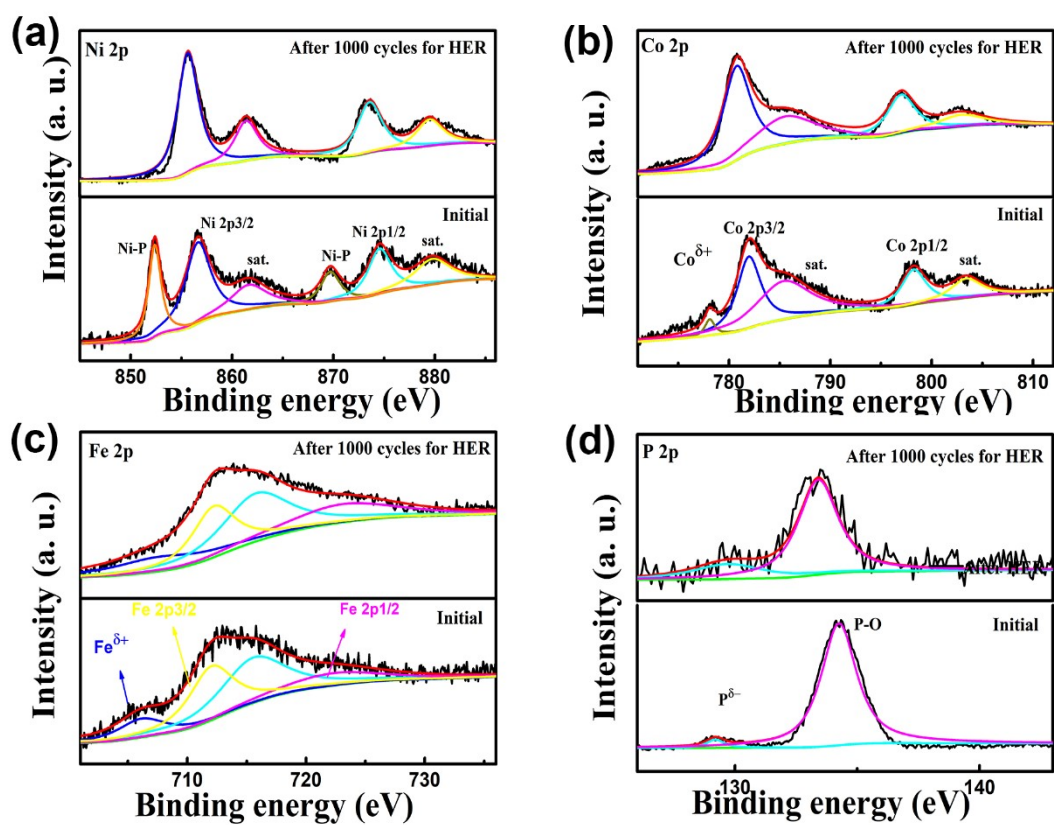 (a)
Ni 2p
After 1000 cycles for HER
Initial
Ni-P
Ni 2p3/2
sat.
Ni-P
Ni 2p1/2
sat.
850
860
870
880
Binding energy (eV)
Intensity (a. u.)
(b)
Co 2p
After 1000 cycles for HER
Initial
Coδ+
Co 2p3/2
sat.
Co 2p1/2
sat.
780
790
800
810
Binding energy (eV)
Intensity (a. u.)
(c)
Fe 2p
After 1000 cycles for HER
Fe 2p3/2
Fe 2p1/2
Initial
Feδ+
710
720
730
Binding energy (eV)
Intensity (a. u.)
(d)
P 2p
After 1000 cycles for HER
P-O
Initial
Pδ−
130
140
Binding energy (eV)
Intensity (a. u.)